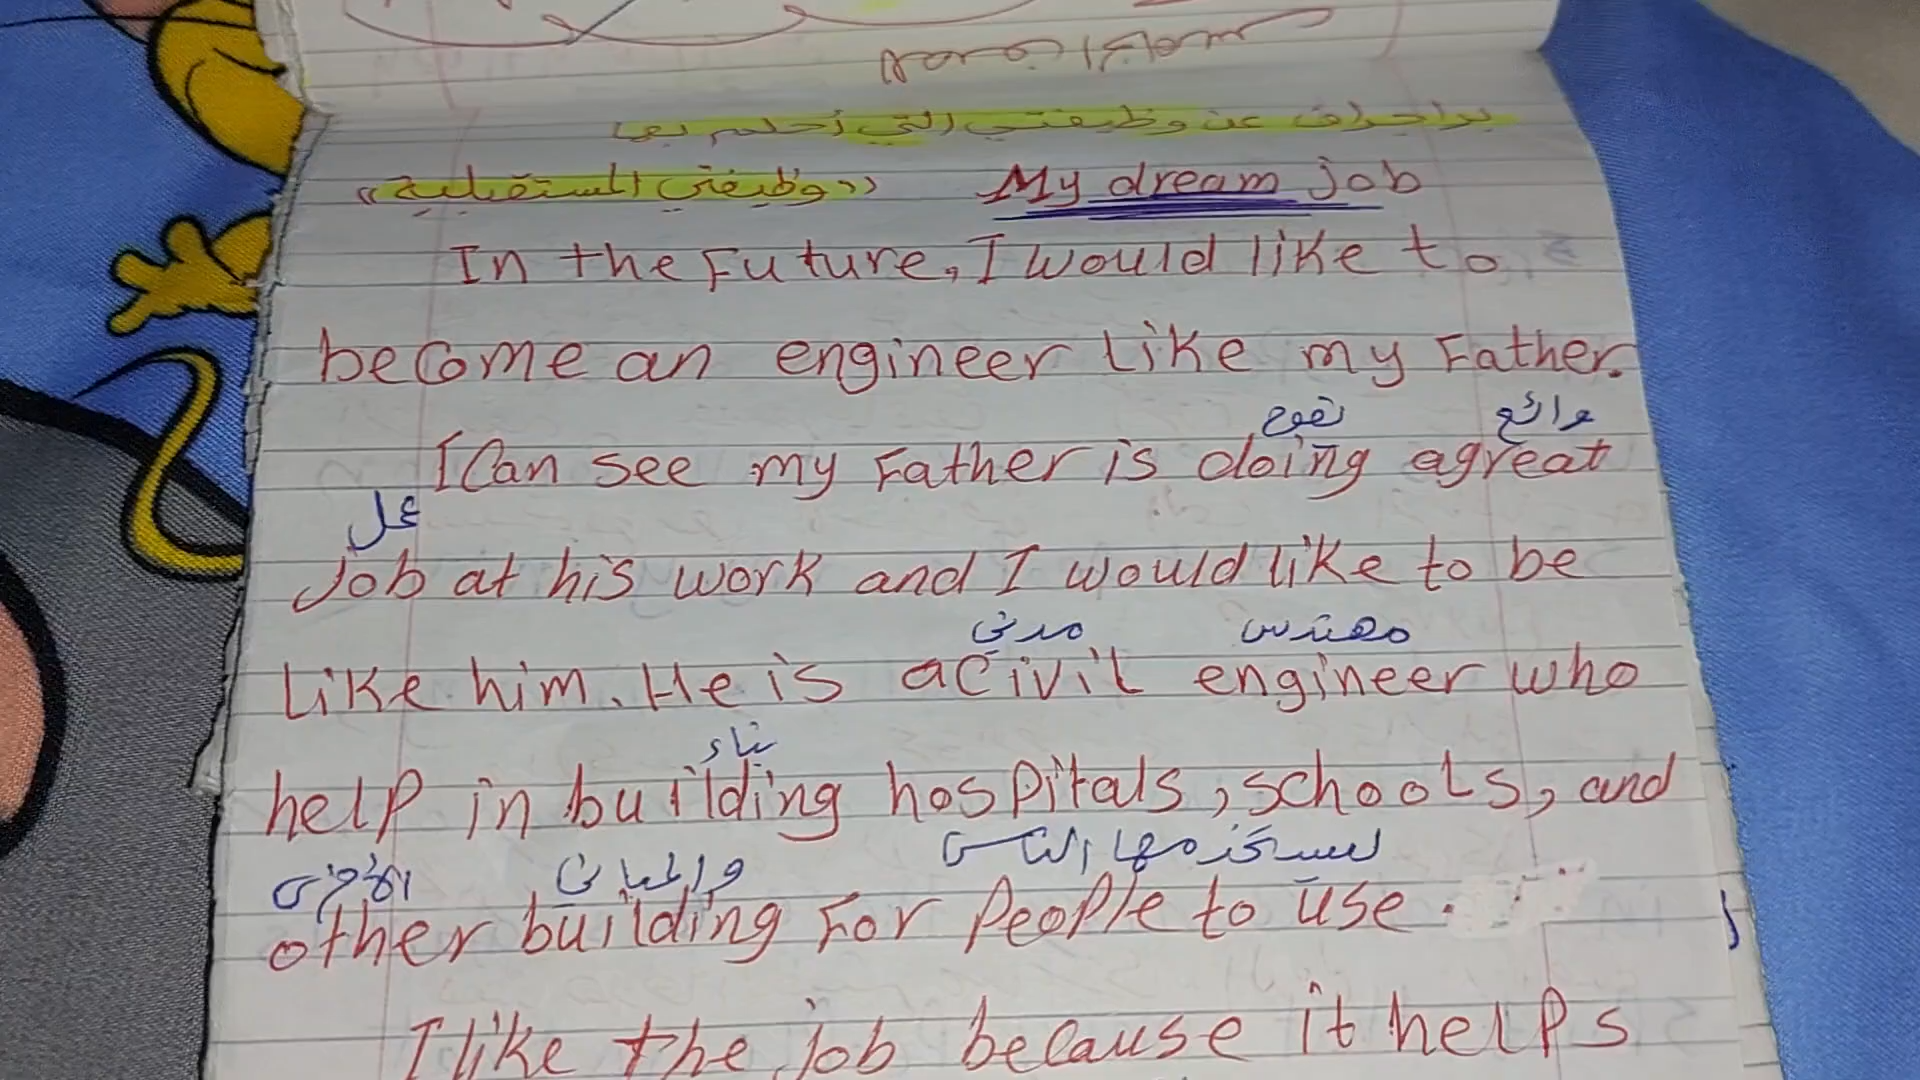 براجراف عن وظيفتي التي أحلم بها
My dream job «وظيفتي المستقبلية»
In the Future, I would like to
become an engineer like my Father.
تقوم رائع
I Can see my Father is doing a great
عمل
job at his work and I would like to be
مدني مهندس
like him. He is a civil engineer who
بناء
help in building hospitals, schools, and
ليستخدمها الناس والمباني الأخرى
other building For people to use.
I like the job because it helps